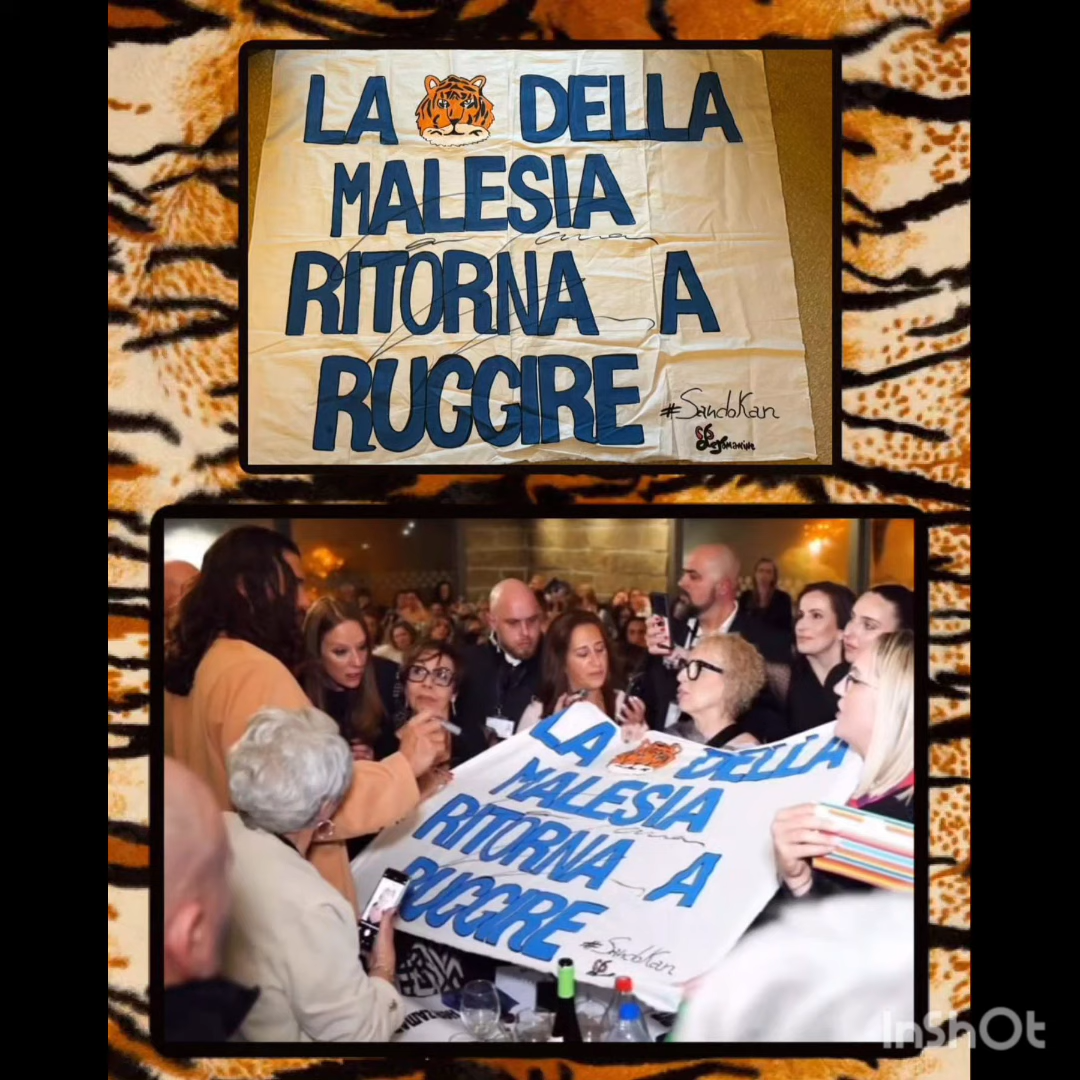 LA DELLA
MALESIA
RITORNA A
RUGGIRE
#SandoKan
LA DELLA
MALESIA
RITORNA A
RUGGIRE
#SandoKan
InShOt